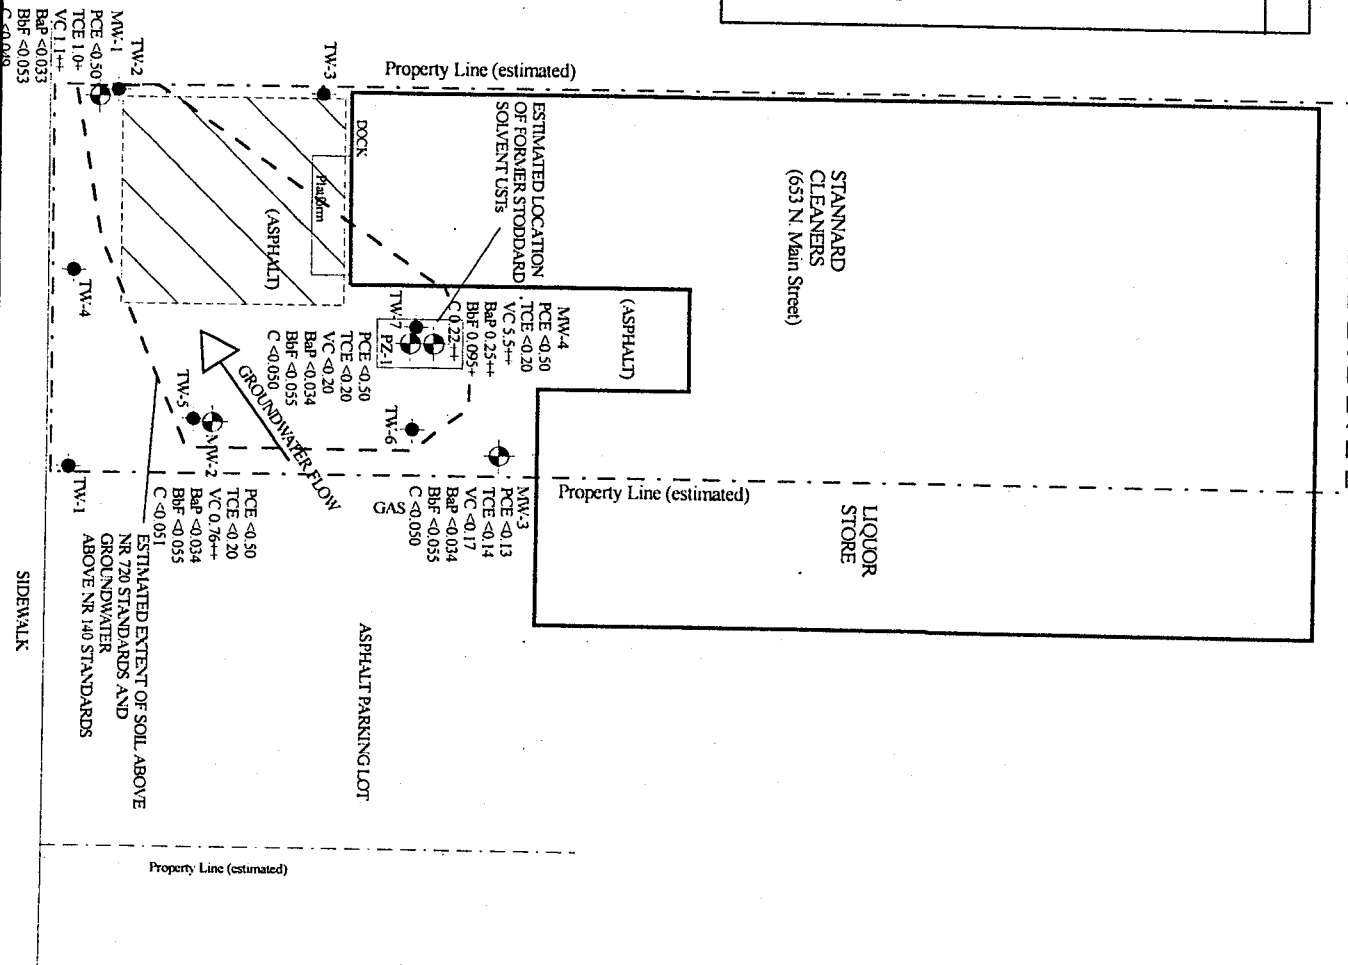 Property Line (estimated)
MW-1
PCE <0.50
TCE 1.0+
VC 1.1++
BaP <0.033
BbF <0.053
C <0.049
TW-2
TW-3
DOCK
Platform
(ASPHALT)
ESTIMATED LOCATION
OF FORMER STODDARD
SOLVENT USTs
STANNARD
CLEANERS
(653 N. Main Street)
(ASPHALT)
MW-4
PCE <0.50
TCE <0.20
VC 5.5++
BaP 0.25++
BbF 0.095+
C 0.22++
TW-7
PZ-1
PCE <0.50
TCE <0.20
VC <0.20
BaP <0.034
BbF <0.055
C <0.050
TW-4
GROUNDWATER FLOW
TW-5
MW-2
PCE <0.50
TCE <0.20
VC 0.76++
BaP <0.034
BbF <0.055
C <0.051
TW-6
MW-3
PCE <0.13
TCE <0.14
VC <0.17
BaP <0.034
BbF <0.055
C <0.050
GAS
Property Line (estimated)
LIQUOR
STORE
TW-1
ESTIMATED EXTENT OF SOIL ABOVE
NR 720 STANDARDS AND
GROUNDWATER
ABOVE NR 140 STANDARDS
SIDEWALK
ASPHALT PARKING LOT
Property Line (estimated)